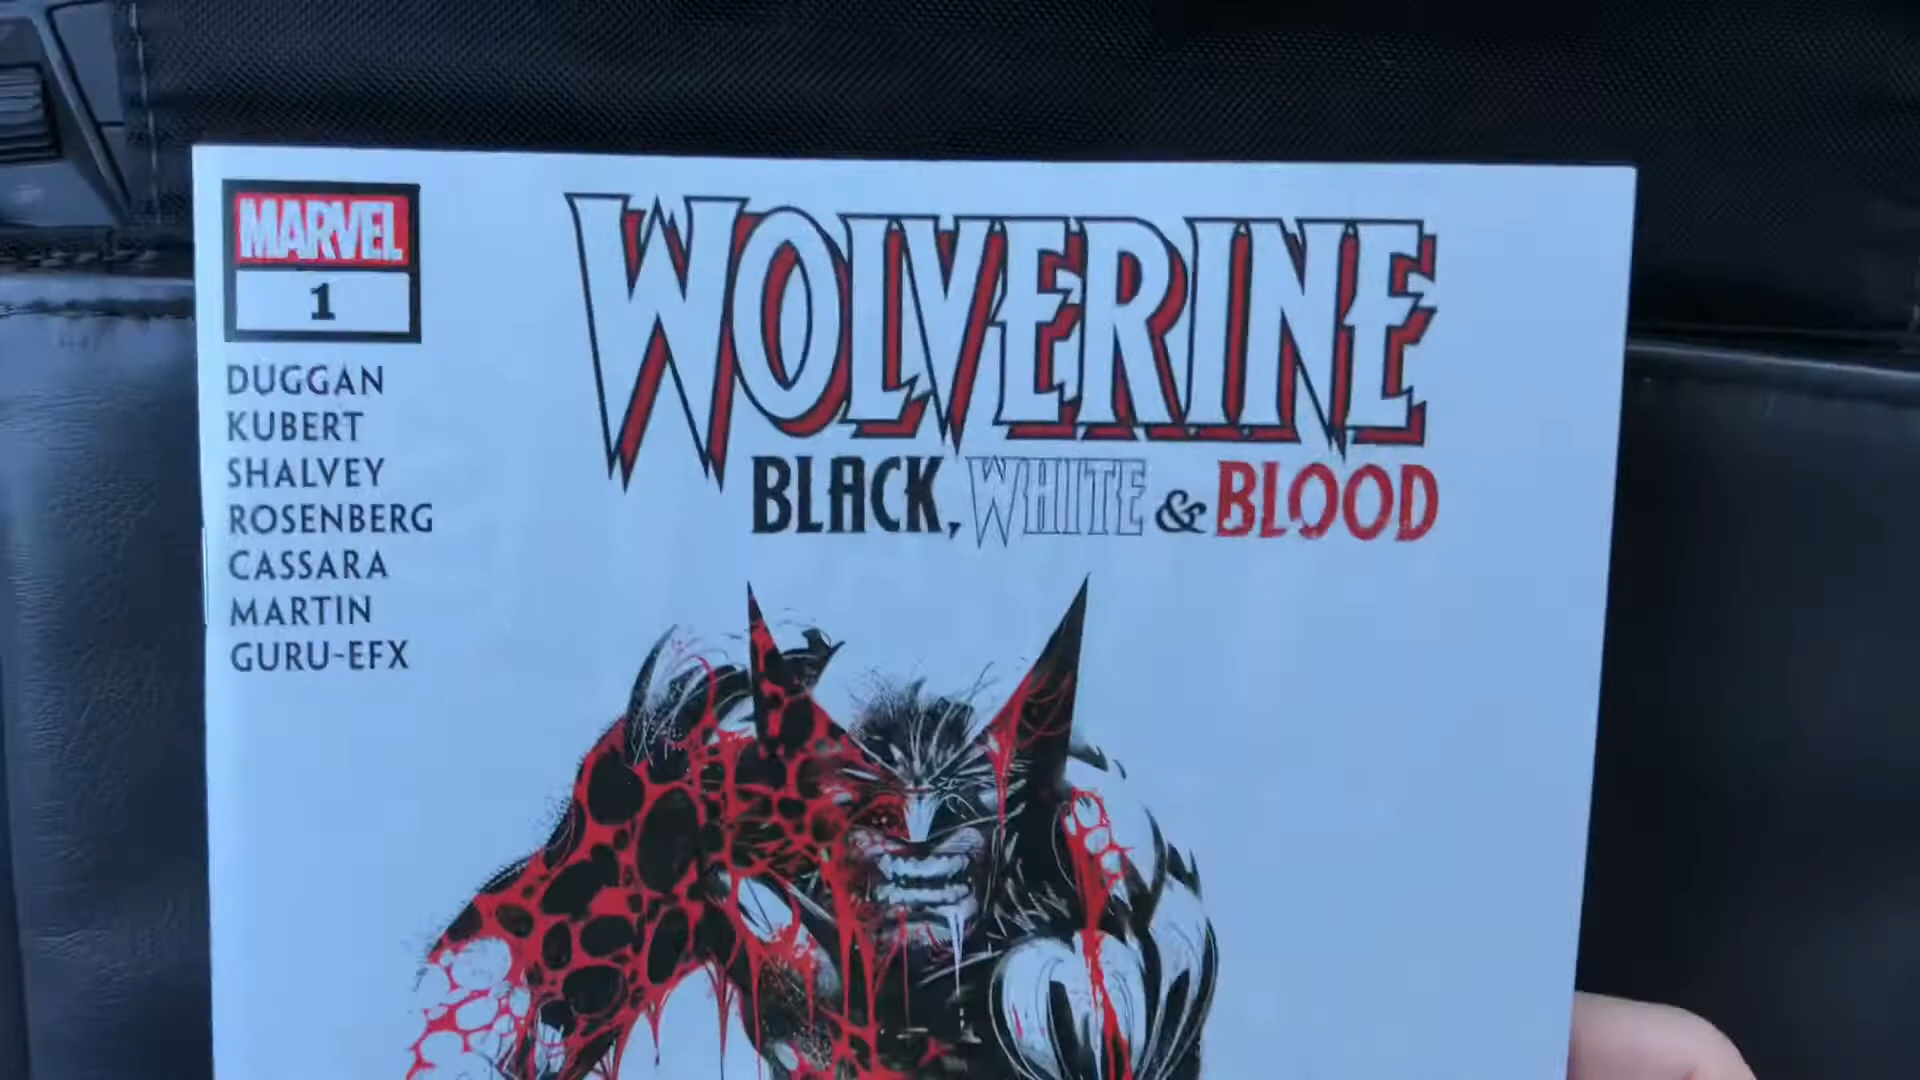 MARVEL
1
DUGGAN
KUBERT
SHALVEY
ROSENBERG
CASSARA
MARTIN
GURU-EFX
WOLVERINE
BLACK, WHITE & BLOOD